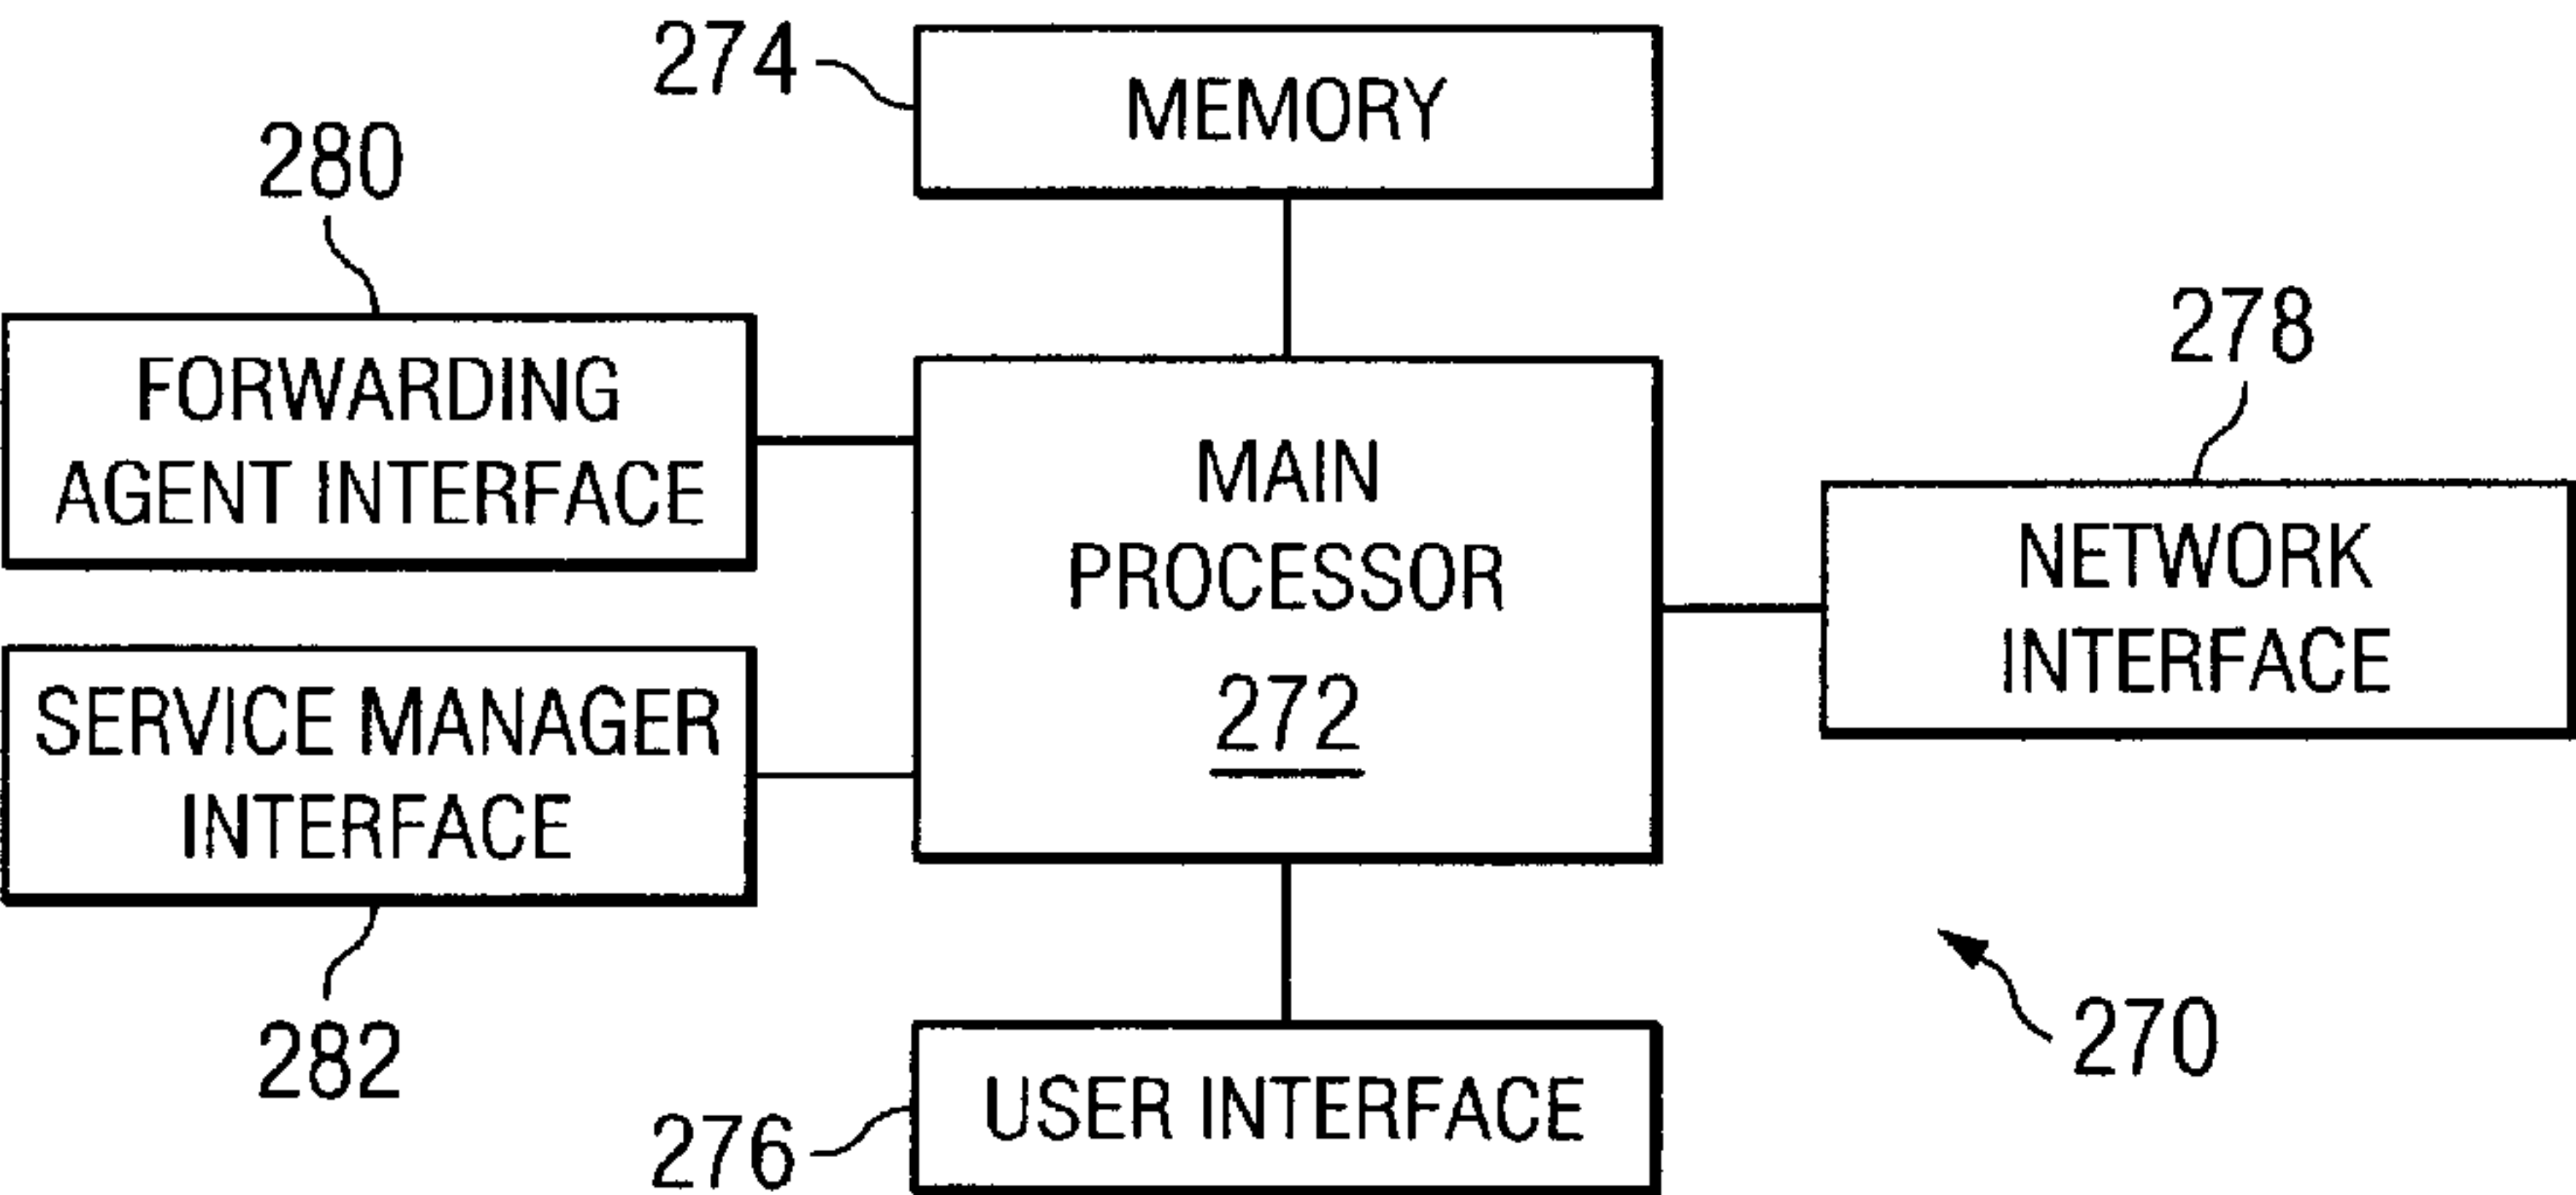 274
MEMORY
280
FORWARDING
AGENT INTERFACE
278
MAIN
PROCESSOR
272
NETWORK
INTERFACE
SERVICE MANAGER
INTERFACE
282
270
276
USER INTERFACE